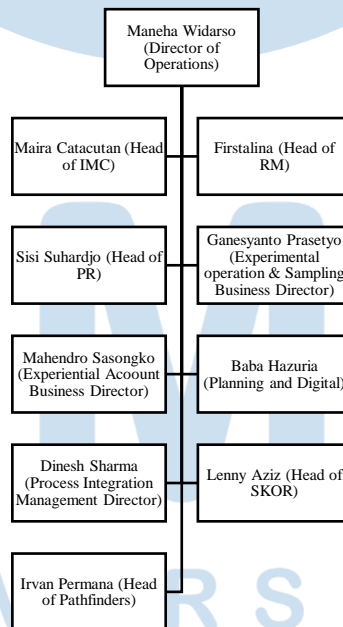 Maneha Widarso
(Director of
Operations)
Maira Catacutan (Head
of IMC)
Firstalina (Head of
RM)
Sisi Suhardjo (Head of
PR)
Ganesyanto Prasetyo
(Experimental
operation & Sampling
Business Director)
Mahendro Sasongko
(Experiential Acoount
Business Director)
Baba Hazuria
(Planning and Digital)
Dinesh Sharma
(Process Integration
Management Director)
Lenny Aziz (Head of
SKOR)
Irvan Permana (Head
of Pathfinders)
R S